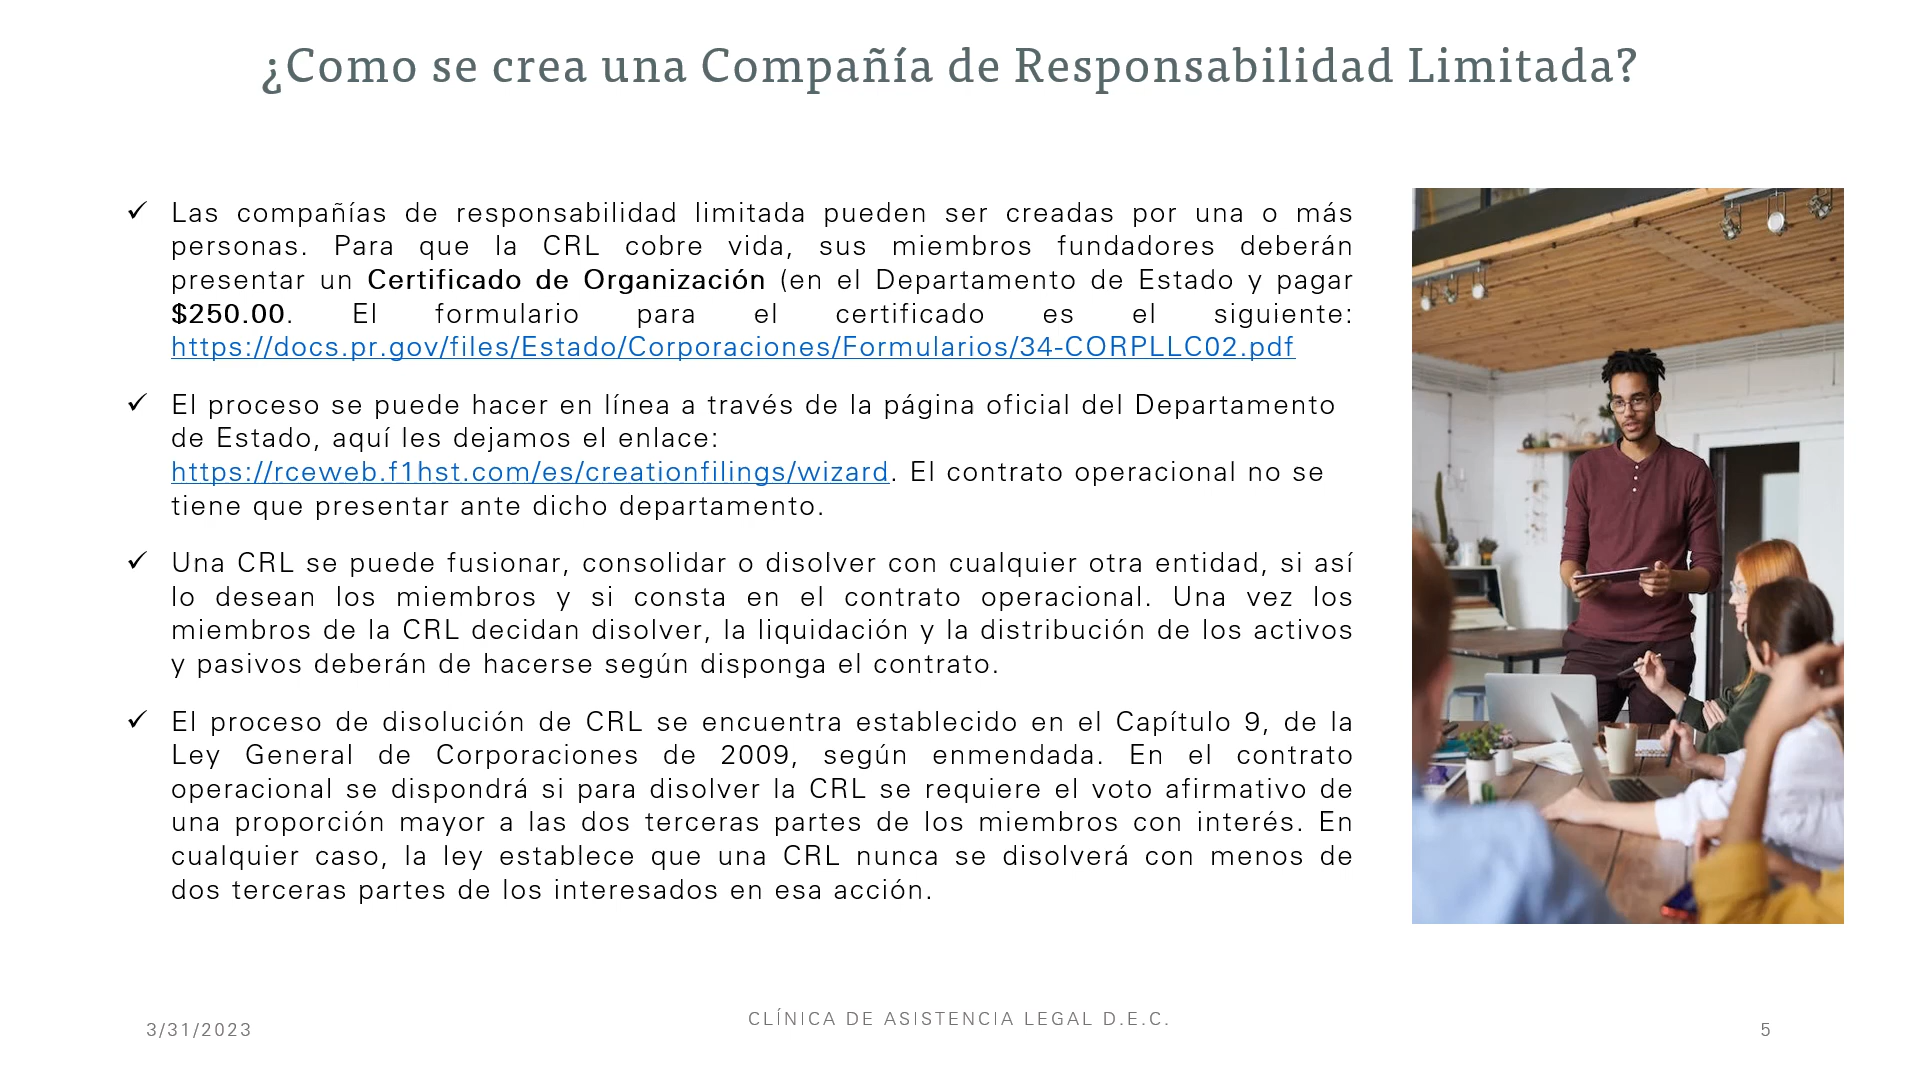 ¿Como se crea una Compañía de Responsabilidad Limitada?
✓ Las compañías de responsabilidad limitada pueden ser creadas por una o más
personas. Para que la CRL cobre vida, sus miembros fundadores deberán
presentar un Certificado de Organización (en el Departamento de Estado y pagar
$250.00. El formulario para el certificado es el siguiente:
https://docs.pr.gov/files/Estado/Corporaciones/Formularios/34-CORPLLC02.pdf
✓ El proceso se puede hacer en línea a través de la página oficial del Departamento
de Estado, aquí les dejamos el enlace:
https://rceweb.f1hst.com/es/creationfilings/wizard. El contrato operacional no se
tiene que presentar ante dicho departamento.
✓ Una CRL se puede fusionar, consolidar o disolver con cualquier otra entidad, si así
lo desean los miembros y si consta en el contrato operacional. Una vez los
miembros de la CRL decidan disolver, la liquidación y la distribución de los activos
y pasivos deberán de hacerse según disponga el contrato.
✓ El proceso de disolución de CRL se encuentra establecido en el Capítulo 9, de la
Ley General de Corporaciones de 2009, según enmendada. En el contrato
operacional se dispondrá si para disolver la CRL se requiere el voto afirmativo de
una proporción mayor a las dos terceras partes de los miembros con interés. En
cualquier caso, la ley establece que una CRL nunca se disolverá con menos de
dos terceras partes de los interesados en esa acción.
3/31/2023
CLÍNICA DE ASISTENCIA LEGAL D.E.C.
5